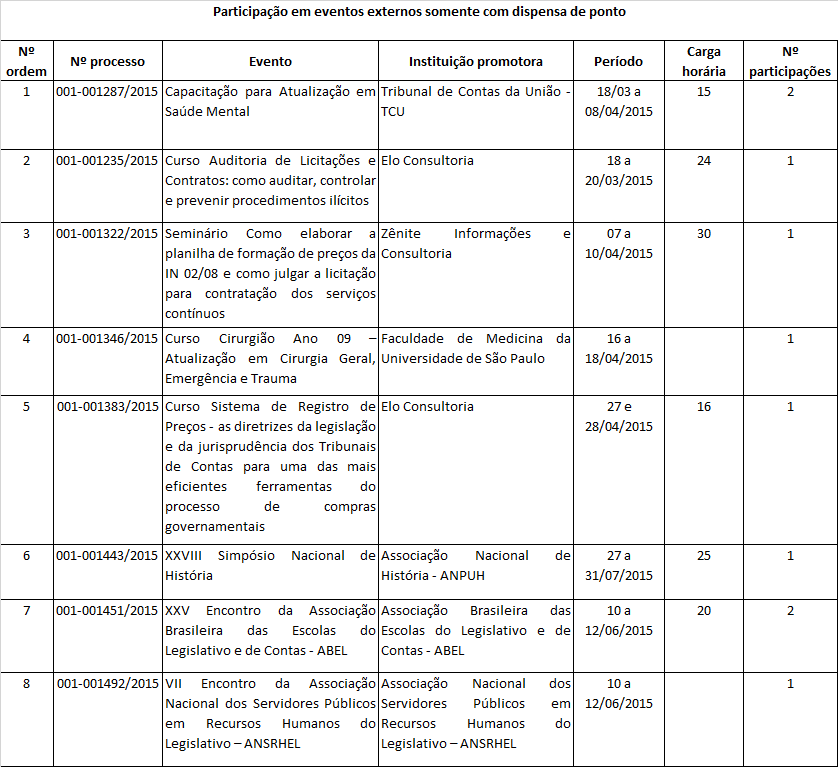 Participação em eventos externos somente com dispensa de ponto
Nº ordem Nº processo Evento Instituição promotora Período Carga horária Nº participações
1 001-001287/2015 Capacitação para Atualização em Tribunal de Contas da União - 18/03 a 15 2
Saúde Mental TCU 08/04/2015
2 001-001235/2015 Curso Auditoria de Licitações e Elo Consultoria 18 a 24 1
Contratos: como auditar, controlar 20/03/2015
e prevenir procedimentos ilícitos
3 001-001322/2015 Seminário Como elaborar a Zênite Informações e 07 a 30 1
planilha de formação de preços da Consultoria 10/04/2015
IN 02/08 e como julgar a licitação
para contratação dos serviços
contínuos
4 001-001346/2015 Curso Cirurgião Ano 09 – Faculdade de Medicina da 16 a 1
Atualização em Cirurgia Geral, Universidade de São Paulo 18/04/2015
Emergência e Trauma
5 001-001383/2015 Curso Sistema de Registro de Elo Consultoria 27 e 16 1
Preços - as diretrizes da legislação 28/04/2015
e da jurisprudência dos Tribunais
de Contas para uma das mais
eficientes ferramentas do
processo de compras
governamentais
6 001-001443/2015 XXVIII Simpósio Nacional de Associação Nacional de 27 a 25 1
História História - ANPUH 31/07/2015
7 001-001451/2015 XXV Encontro da Associação Associação Brasileira das 10 a 20 2
Brasileira das Escolas do Escolas do Legislativo e de 12/06/2015
Legislativo e de Contas - ABEL Contas - ABEL
8 001-001492/2015 VII Encontro da Associação Associação Nacional dos 10 a 1
Nacional dos Servidores Públicos Servidores Públicos em 12/06/2015
em Recursos Humanos do Recursos Humanos do
Legislativo – ANSRHEL Legislativo – ANSRHEL